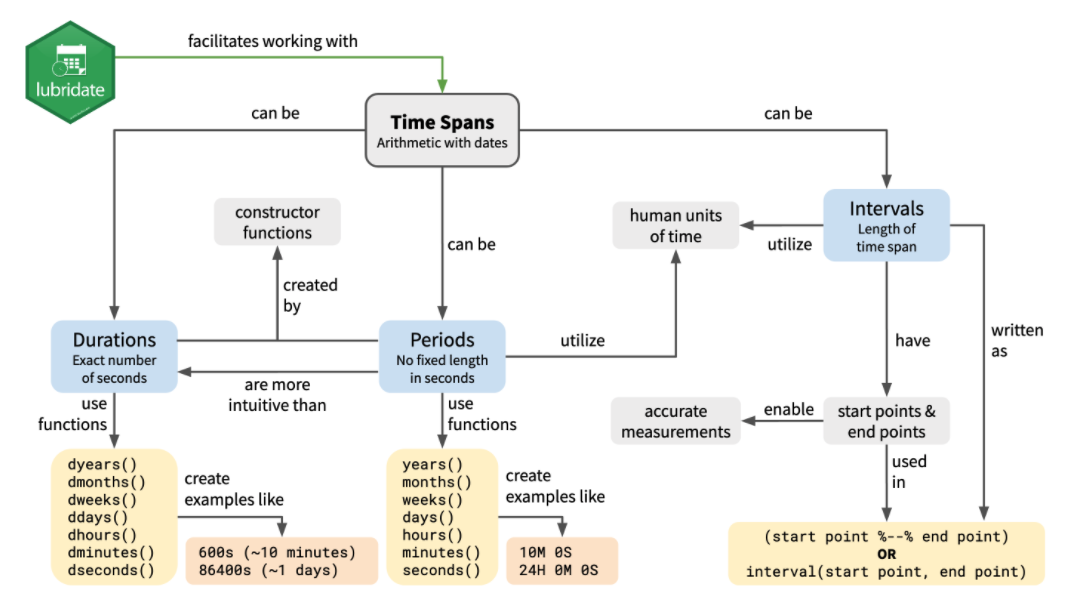 facilitates working with
lubridate
can be
Time Spans
Arithmetic with dates
can be
constructor
functions
can be
human units
of time
utilize
Intervals
Length of
time span
created
by
Durations
Exact number
of seconds
Periods
No fixed length
in seconds
utilize
have
written
as
are more
intuitive than
use
functions
use
functions
accurate
measurements
enable
start points &
end points
used
in
dyears()
dmonths()
dweeks()
ddays()
dhours()
dminutes()
dseconds()
create
examples like
600s (~10 minutes)
86400s (~1 days)
years()
months()
weeks()
days()
hours()
minutes()
seconds()
create
examples like
10M 0S
24H 0M 0S
(start point %--% end point)
OR
interval(start point, end point)